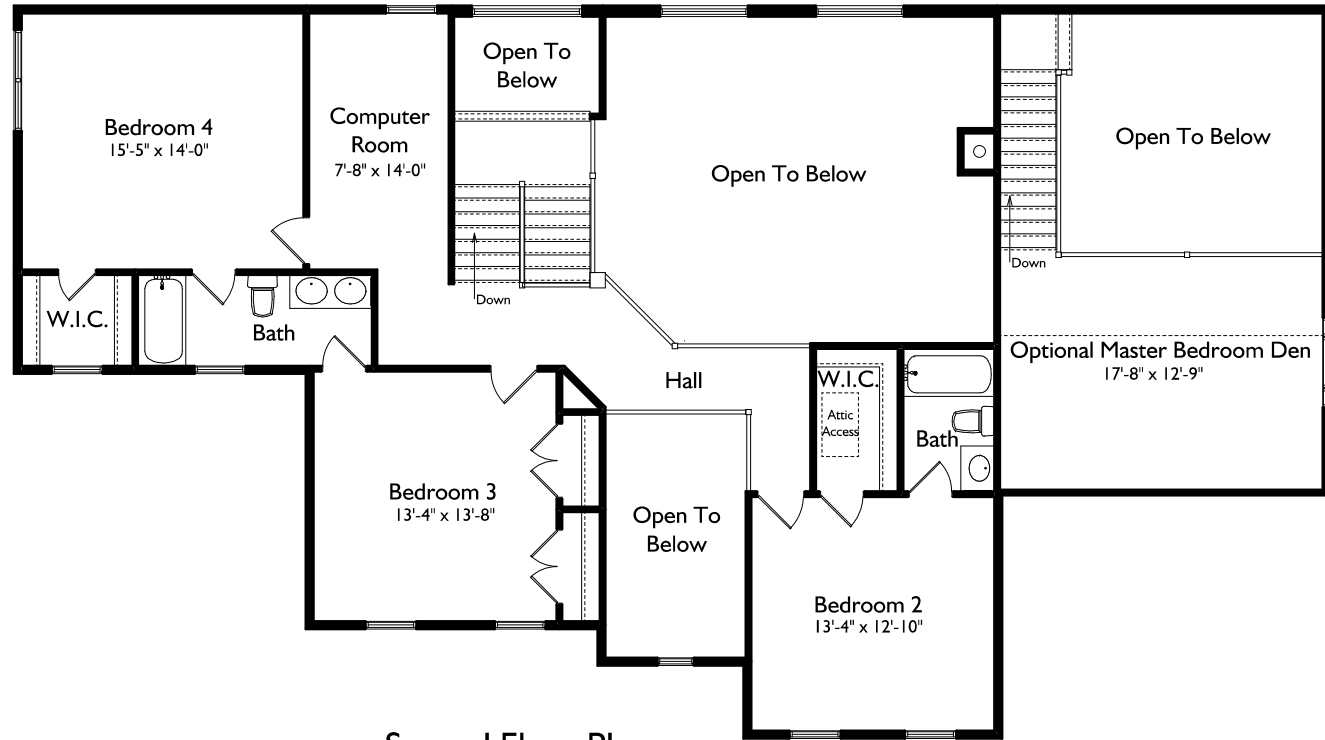 Bedroom 4
15'-5" x 14'-0"
Computer
Room
7'-8" x 14'-0"
Open To
Below
Open To Below
Open To Below
Down
Down
W.I.C.
Bath
Hall
W.I.C.
Attic
Access
Bath
Optional Master Bedroom Den
17'-8" x 12'-9"
Bedroom 3
13'-4" x 13'-8"
Open To
Below
Bedroom 2
13'-4" x 12'-10"